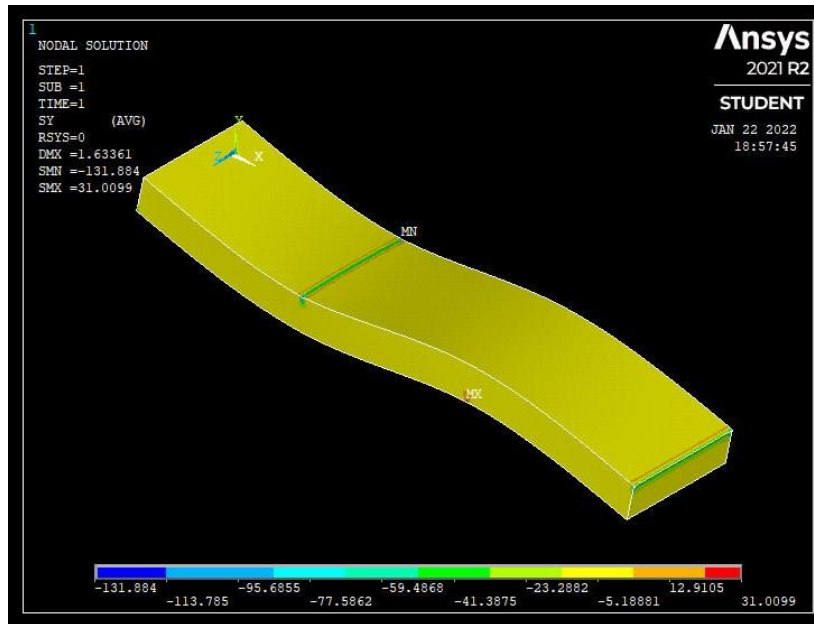 1
NODAL SOLUTION
STEP=1
SUB =1
TIME=1
SY (AVG)
RSYS=0
DMX =1.63361
SMN =-131.884
SMX =31.0099
Ansys
2021 R2
STUDENT
JAN 22 2022
18:57:45
Y
Z X
MN
MX
-131.884 -95.6855 -59.4868 -23.2882 12.9105
-113.785 -77.5862 -41.3875 -5.18881 31.0099